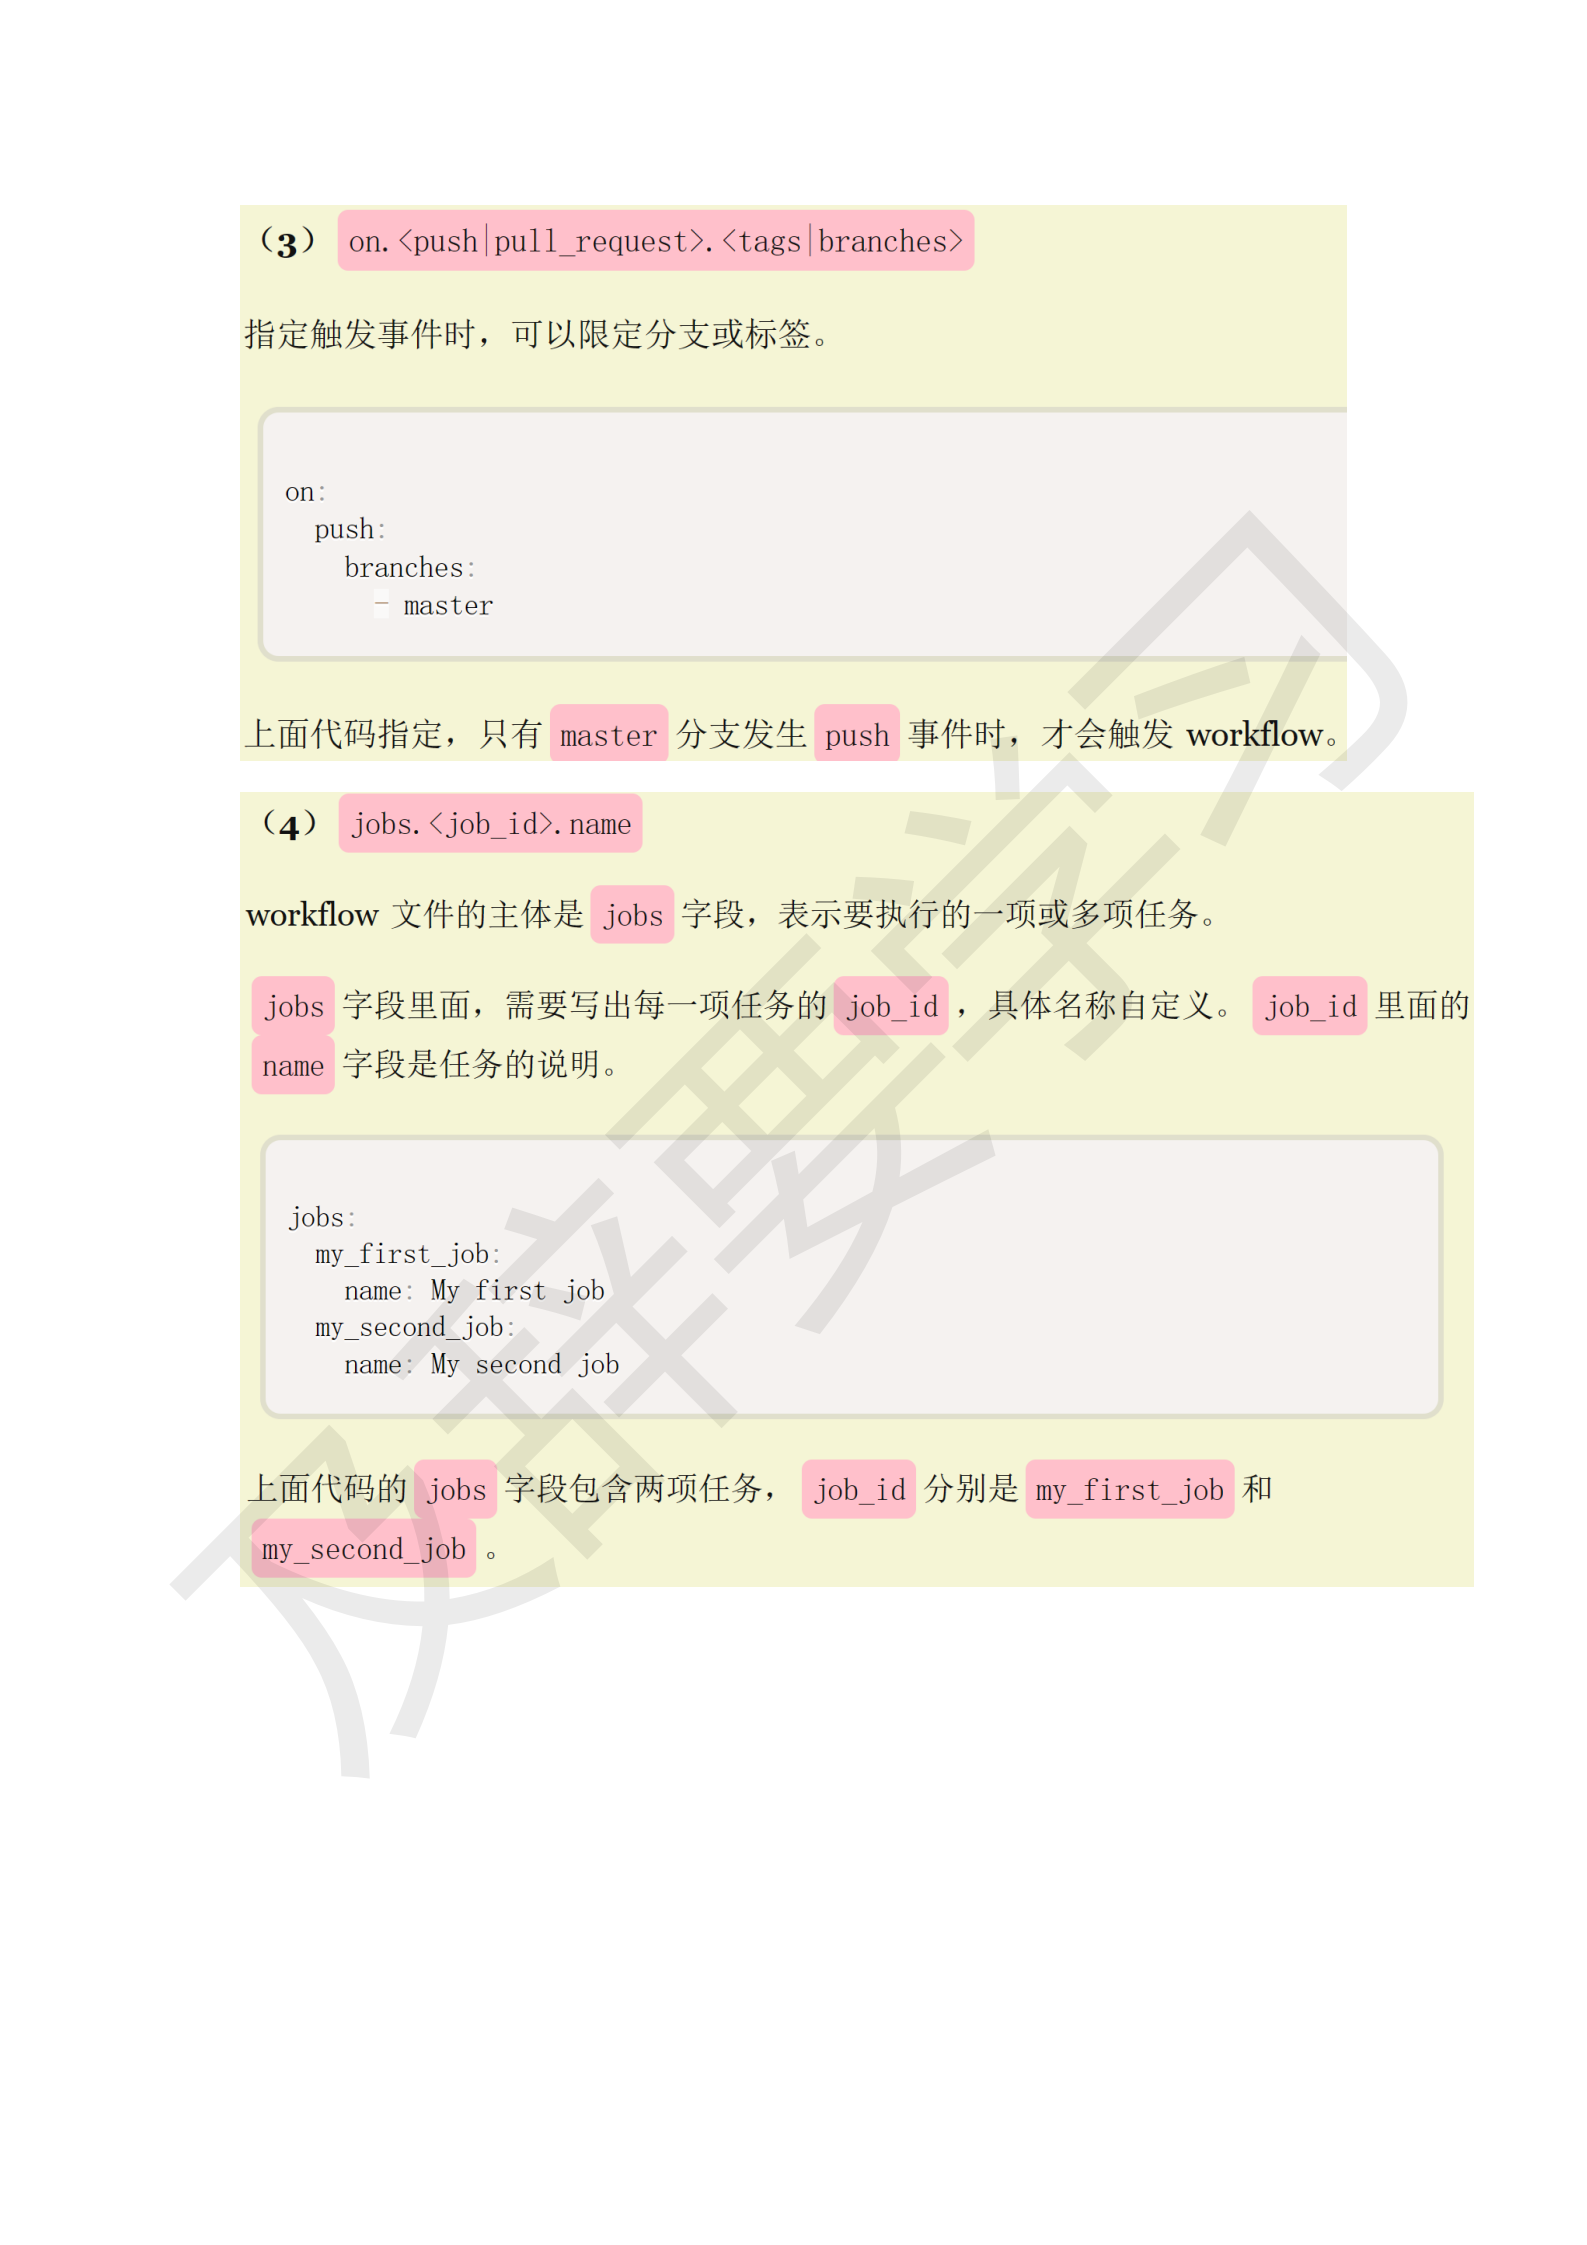 （3） on.<push|pull_request>.<tags|branches>
指定触发事件时，可以限定分支或标签。
on:
  push:
    branches:
      - master
上面代码指定，只有 master 分支发生 push 事件时，才会触发 workflow。
（4） jobs.<job_id>.name
workflow 文件的主体是 jobs 字段，表示要执行的一项或多项任务。
jobs 字段里面，需要写出每一项任务的 job_id ，具体名称自定义。 job_id 里面的
name 字段是任务的说明。
jobs:
  my_first_job:
    name: My first job
  my_second_job:
    name: My second job
上面代码的 jobs 字段包含两项任务， job_id 分别是 my_first_job 和
my_second_job 。
及辞要学习